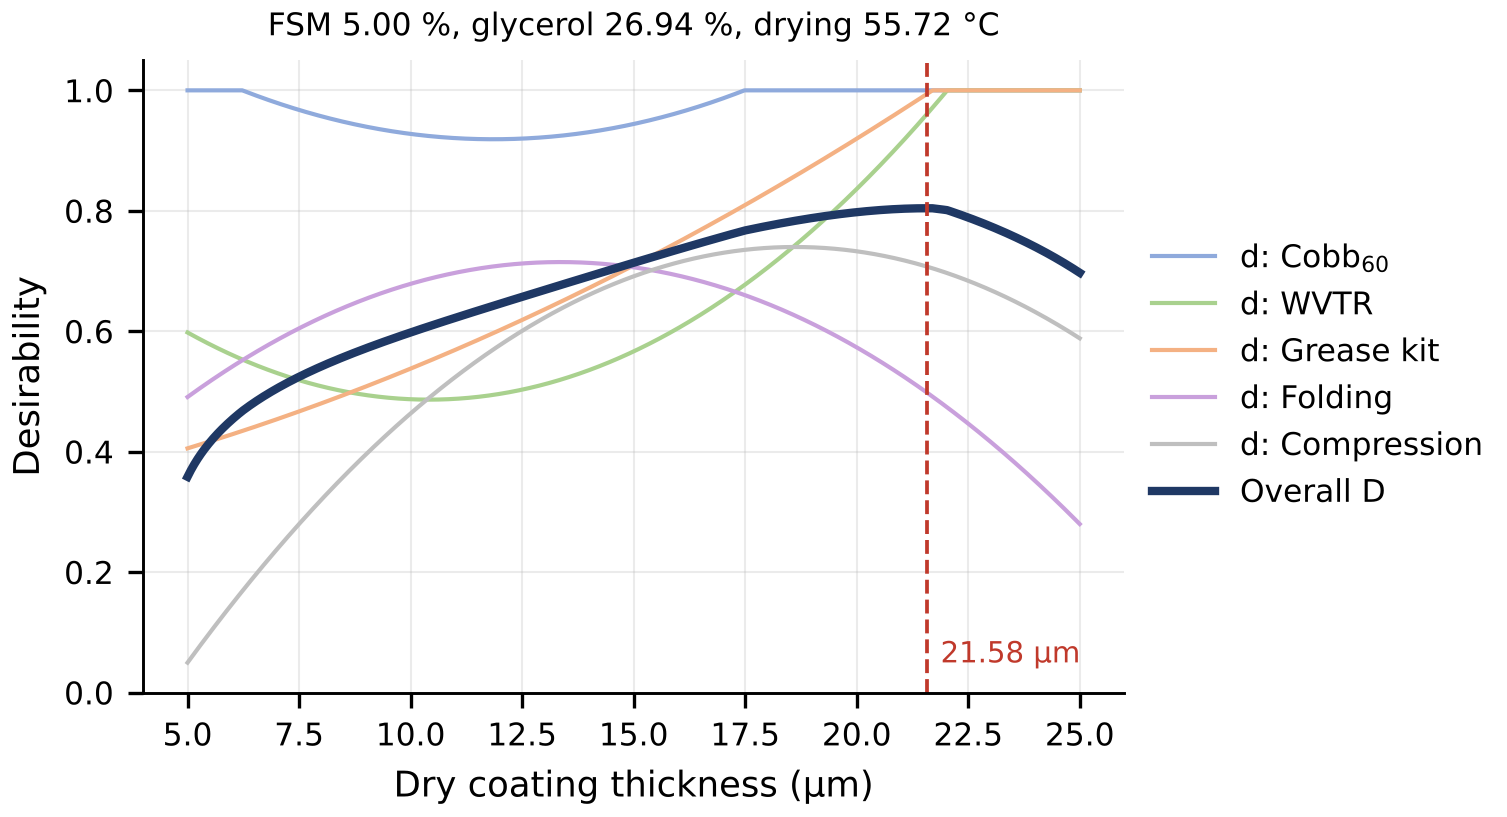 FSM 5.00 %, glycerol 26.94 %, drying 55.72 °C
Desirability
1.0
0.8
0.6
0.4
0.2
0.0
21.58 µm
5.0 7.5 10.0 12.5 15.0 17.5 20.0 22.5 25.0
Dry coating thickness (µm)
d: Cobb₆₀
d: WVTR
d: Grease kit
d: Folding
d: Compression
Overall D